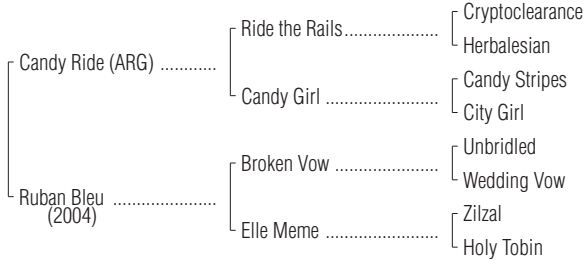 Cryptoclearance
Ride the Rails......................
Herbalesian
Candy Ride (ARG) ............
Candy Stripes
Candy Girl ..........................
City Girl
Unbridled
Broken Vow ........................
Wedding Vow
Ruban Bleu ........................
(2004)
Zilzal
Elle Meme ..........................
Holy Tobin